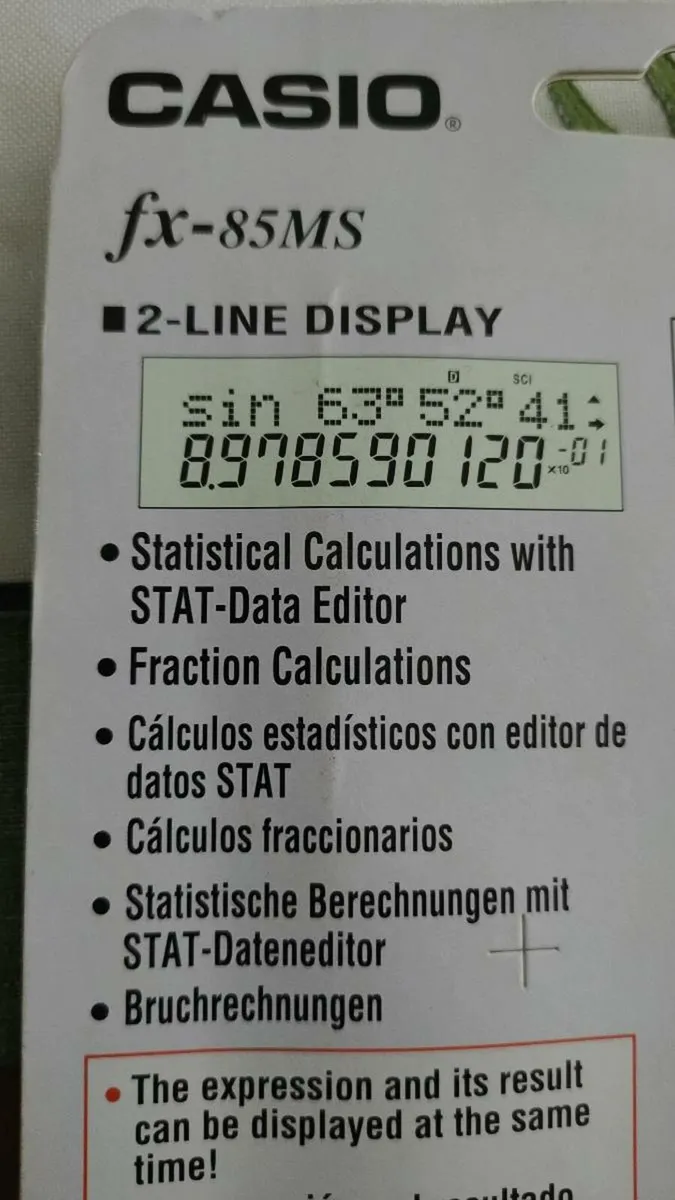 CASIO®
fx-85MS
■ 2-LINE DISPLAY
D SCI
sin 63°52°41
8.978590120×10-01
• Statistical Calculations with
STAT-Data Editor
• Fraction Calculations
• Cálculos estadísticos con editor de
datos STAT
• Cálculos fraccionarios
• Statistische Berechnungen mit
STAT-Dateneditor
• Bruchrechnungen
• The expression and its result
can be displayed at the same
time!